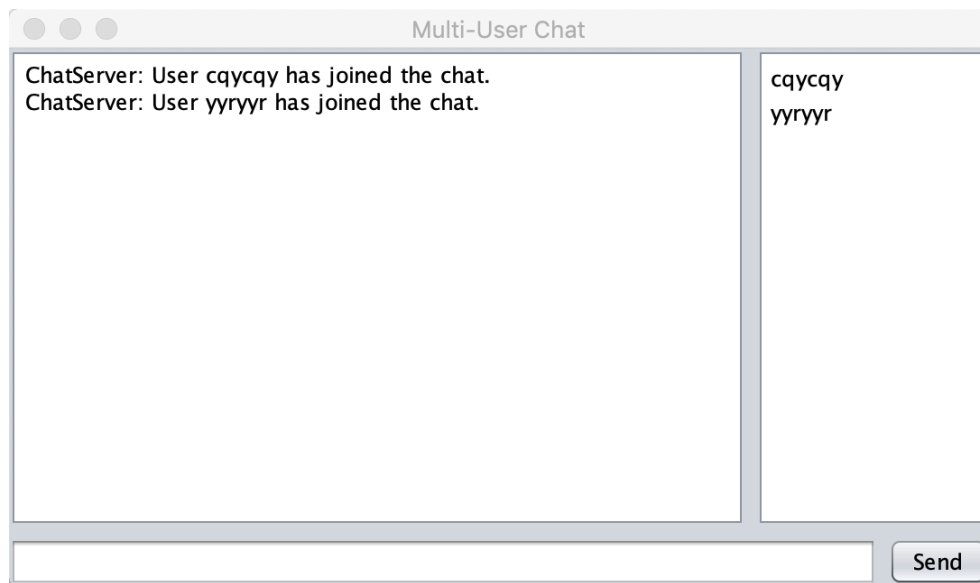 Multi-User Chat
ChatServer: User cqycqy has joined the chat.
ChatServer: User yyryyr has joined the chat.
cqycqy
yyryyr
Send